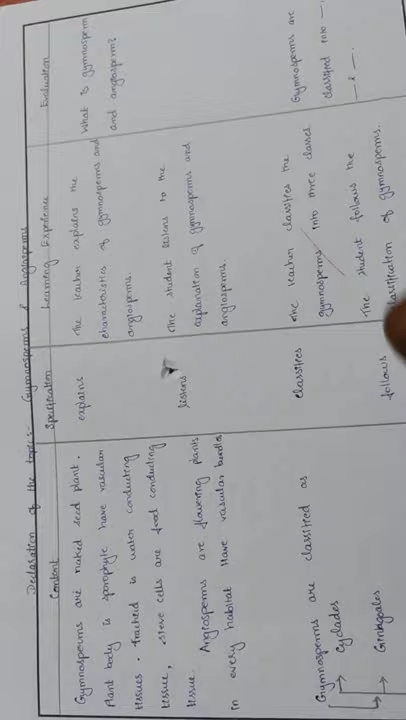 Declaration of the topics- Gymnosperms & Angiosperms
Content
Gymnosperms are naked seed plant.
Plant body is sporophyte have vascular
tissues. Tracheid is water conducting
tissue, sieve cells are food conducting
tissue.
Angiosperms are flowering plants
in every habitat. Have vascular bundle
Gymnosperms are classified as
Cyclades
Ginkgoales
Specification
explains
listens
classifies
follows
Learning Experience
The teacher explains the
characteristics of gymnosperms and
angiosperms.
The student listens to the
explanation of gymnosperms and
angiosperms.
The teacher classifies the
gymnosperms into three classes
The student follows the
classification of gymnosperms.
Evaluation
What is gymnosperm
and angiosperm?
Gymnosperms are
classified into —,
— & —.